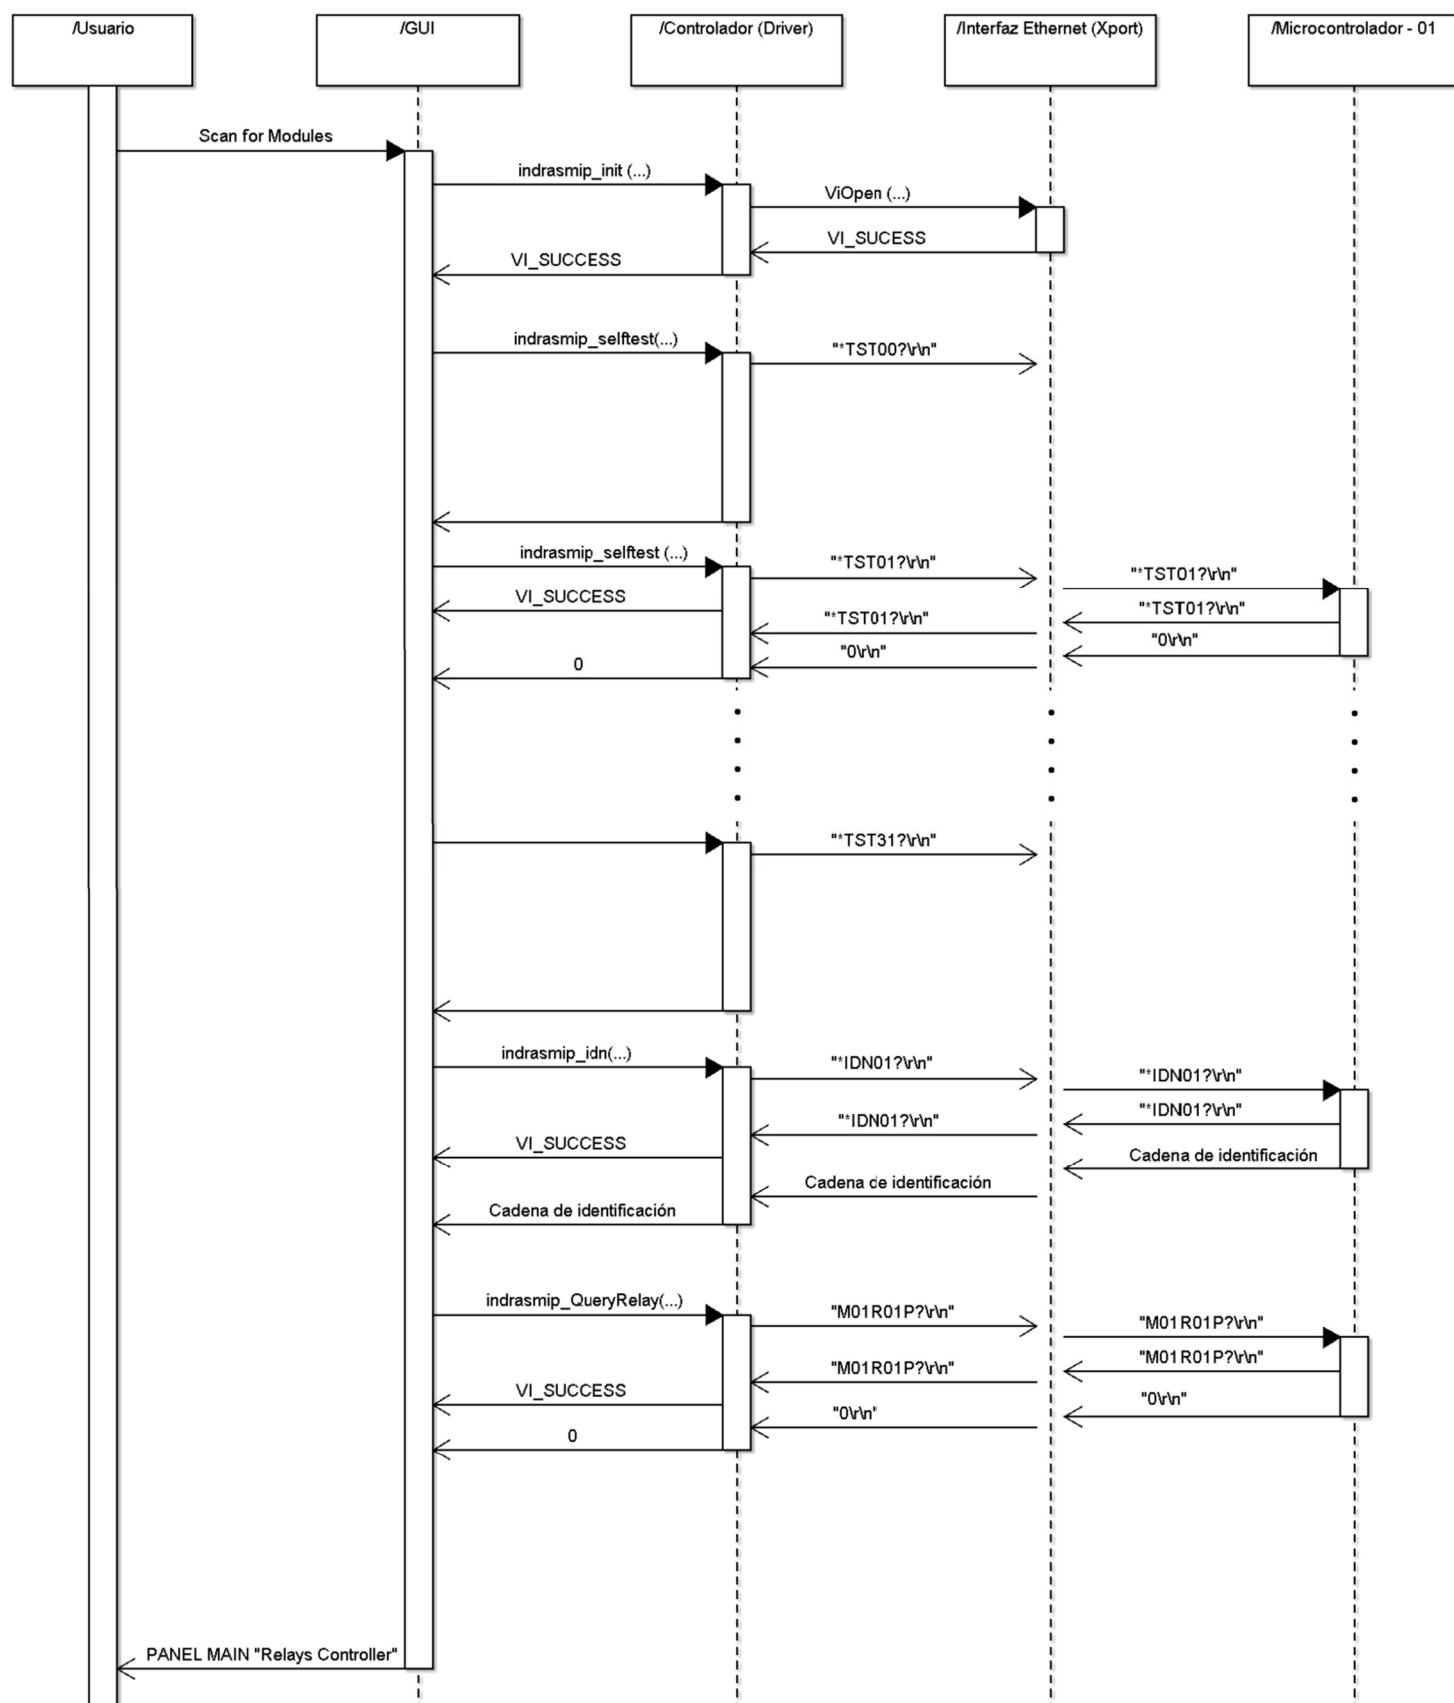 /Usuario
/GUI
/Controlador (Driver)
/Interfaz Ethernet (Xport)
/Microcontrolador - 01
Scan for Modules
indrasmip_init (...)
ViOpen (...)
VI_SUCESS
VI_SUCCESS
indrasmip_selftest(...)
"*TST00?\r\n"
indrasmip_selftest (...)
"*TST01?\r\n"
"*TST01?\r\n"
VI_SUCCESS
"*TST01?\r\n"
"*TST01?\r\n"
"0\r\n"
"0\r\n"
0
"*TST31?\r\n"
indrasmip_idn(...)
"*IDN01?\r\n"
"*IDN01?\r\n"
"*IDN01?\r\n"
"*IDN01?\r\n"
VI_SUCCESS
Cadena de identificación
Cadena de identificación
Cadena de identificación
indrasmip_QueryRelay(...)
"M01R01P?\r\n"
"M01R01P?\r\n"
"M01R01P?\r\n"
"M01R01P?\r\n"
VI_SUCCESS
"0\r\n"
"0\r\n"
0
PANEL MAIN "Relays Controller"